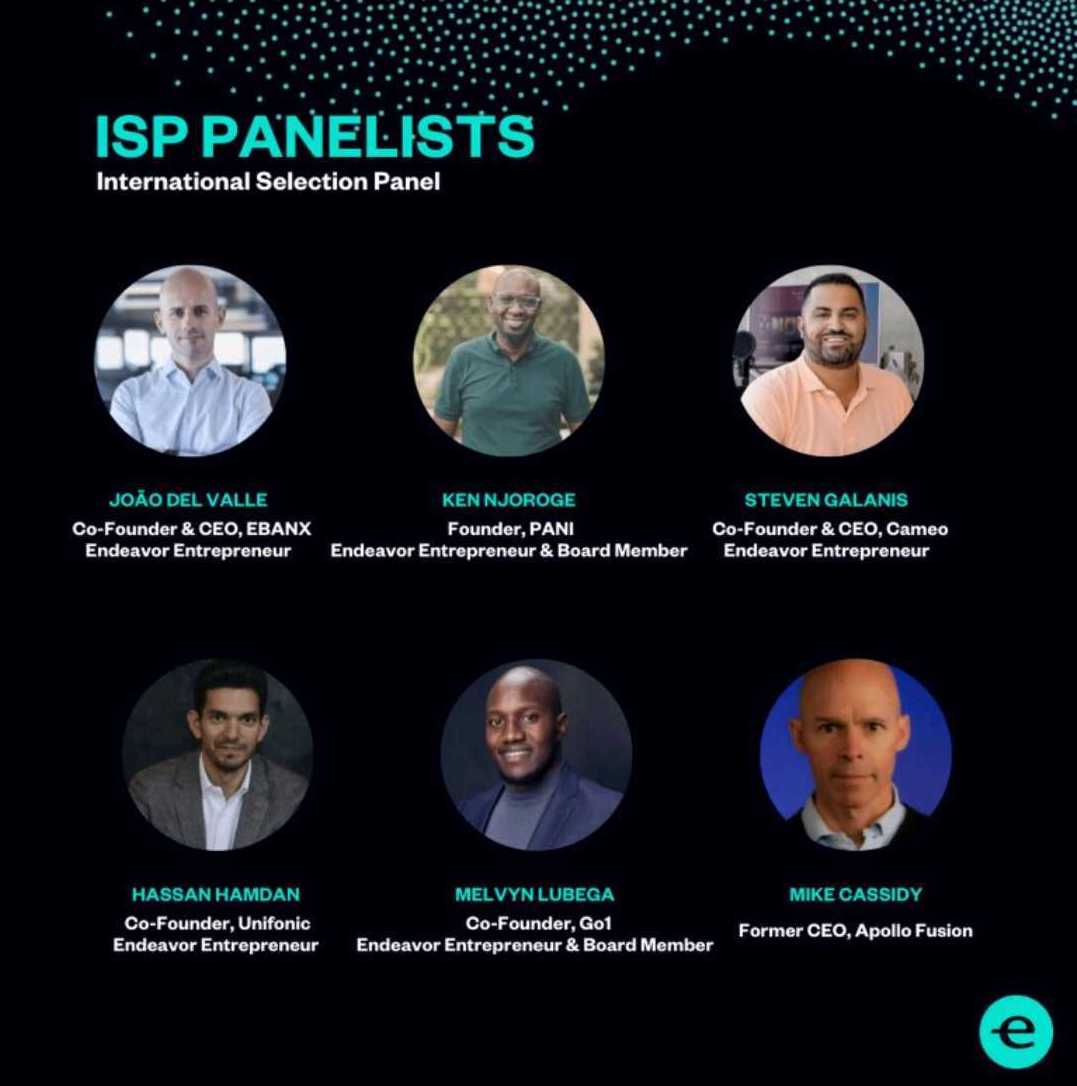 ISP PANELISTS
International Selection Panel
JOÃO DEL VALLE
Co-Founder & CEO, EBANX
Endeavor Entrepreneur
KEN NJOROGE
Founder, PANI
Endeavor Entrepreneur & Board Member
STEVEN GALANIS
Co-Founder & CEO, Cameo
Endeavor Entrepreneur
HASSAN HAMDAN
Co-Founder, Unifonic
Endeavor Entrepreneur
MELVYN LUBEGA
Co-Founder, Go1
Endeavor Entrepreneur & Board Member
MIKE CASSIDY
Former CEO, Apollo Fusion
e